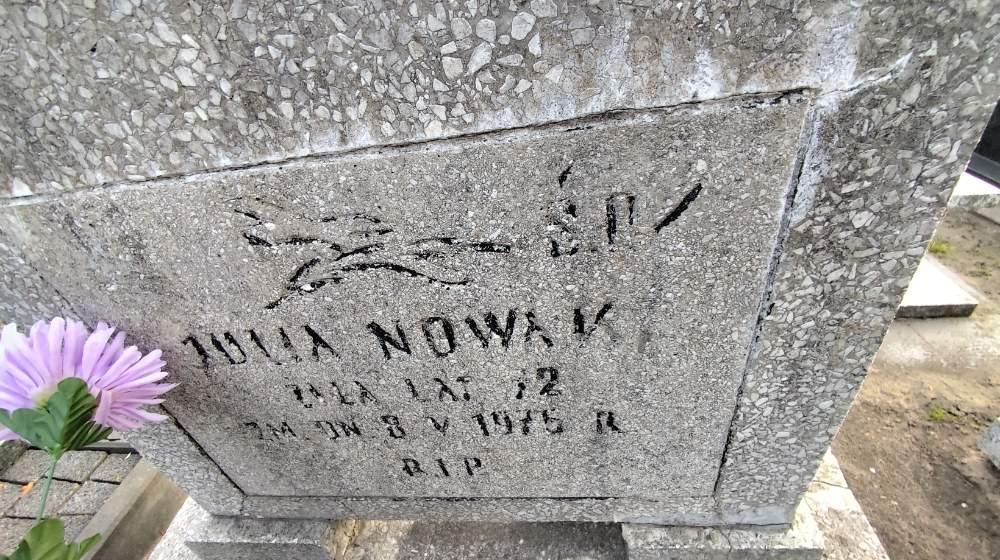 Ś.P.
JULIA NOWAK
ŻYŁA LAT 72
ZM. DN. 8 V 1975 R
R I P